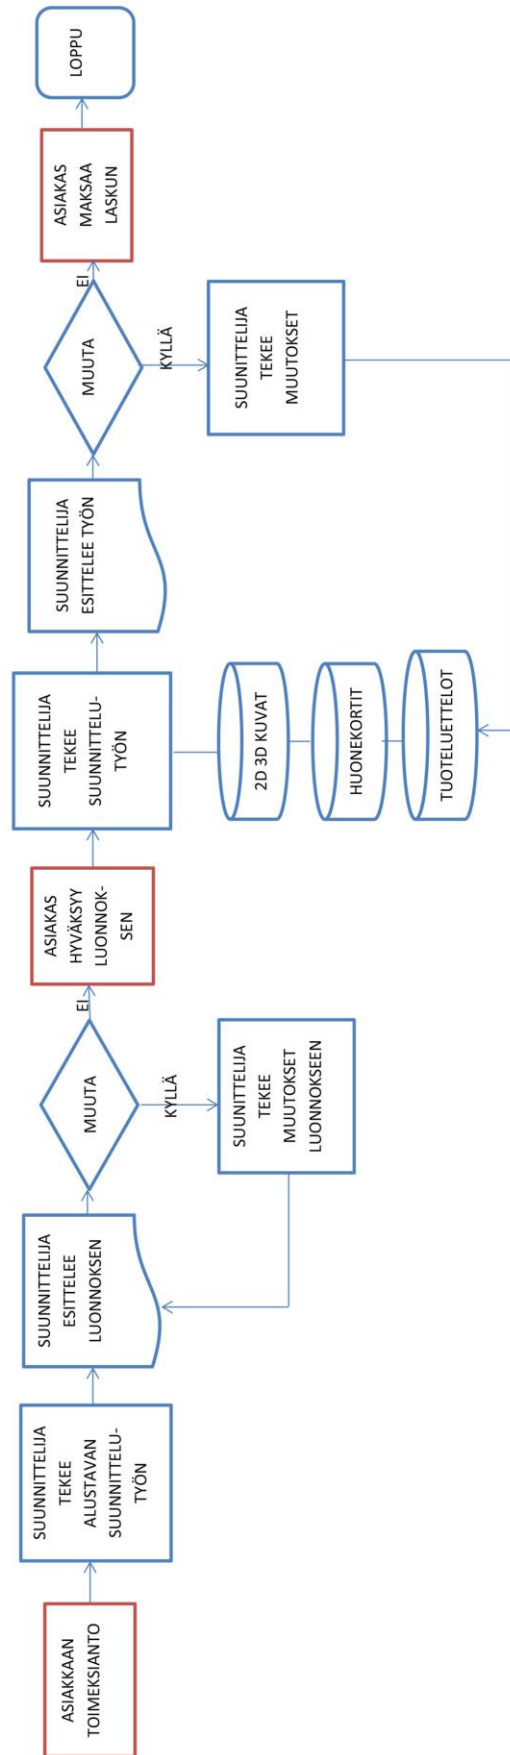 ASIAKKAAN
TOIMEKSIANTO
SUUNNITTELIJA
TEKEE
ALUSTAVAN
SUUNNITTELU-
TYÖN
SUUNNITTELIJA
ESITTELEE
LUONNOKSEN
MUUTA
KYLLÄ
SUUNITTELIJA
TEKEE
MUUTOKSET
LUONNOKSEEN
EI
ASIAKAS
HYVÄKSYY
LUONNOK-
SEN
SUUNNITTELIJA
TEKEE
SUUNNITTELU-
TYÖN
2D 3D KUVAT
HUONEKORTIT
TUOTELUETTELOT
SUUNNITTELIJA
ESITTELEE TYÖN
MUUTA
KYLLÄ
SUUNITTELIJA
TEKEE
MUUTOKSET
EI
ASIAKAS
MAKSAA
LASKUN
LOPPU